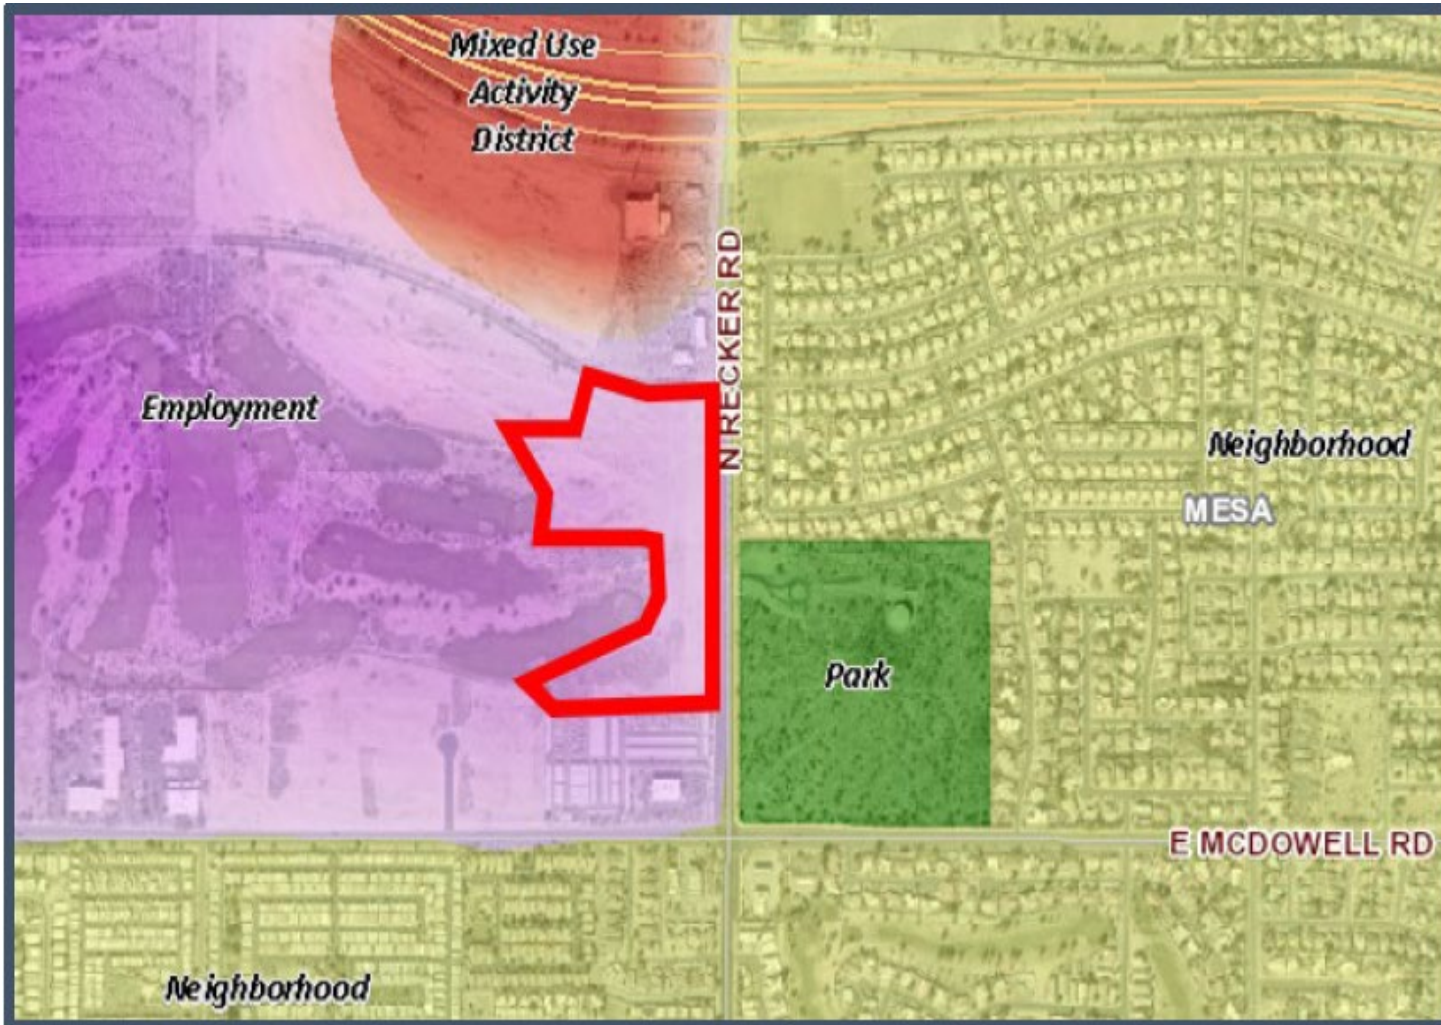 Mixed Use
Activity
District
N RECKER RD
Employment
Neighborhood
MESA
Park
E MCDOWELL RD
Neighborhood